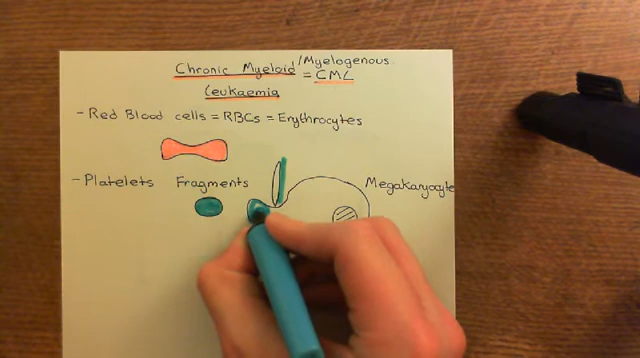 Chronic Myeloid/Myelogenous
= CML
Leukaemia
- Red Blood cells = RBCs = Erythrocytes
- Platelets Fragments Megakaryocyte